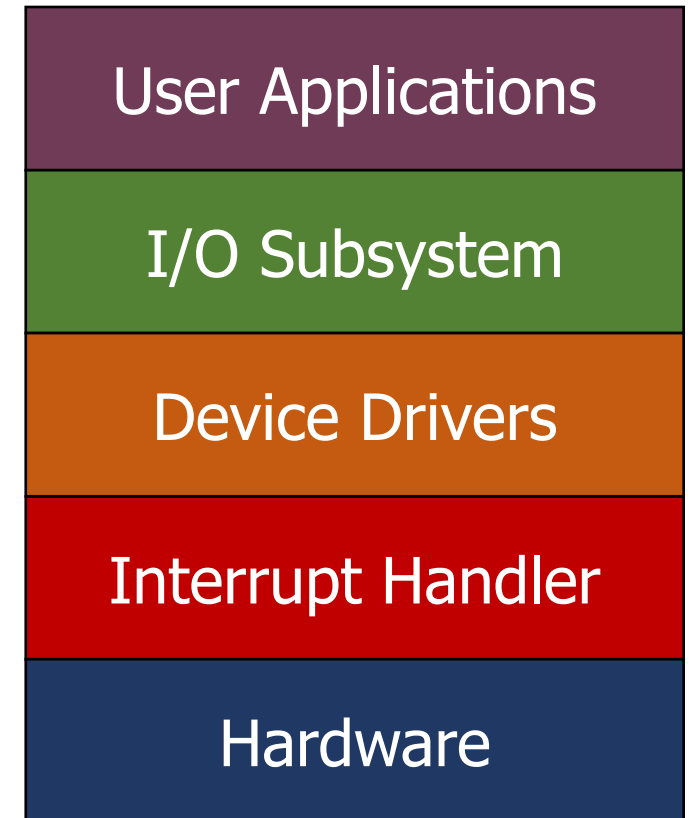 User Applications
I/O Subsystem
Device Drivers
Interrupt Handler
Hardware